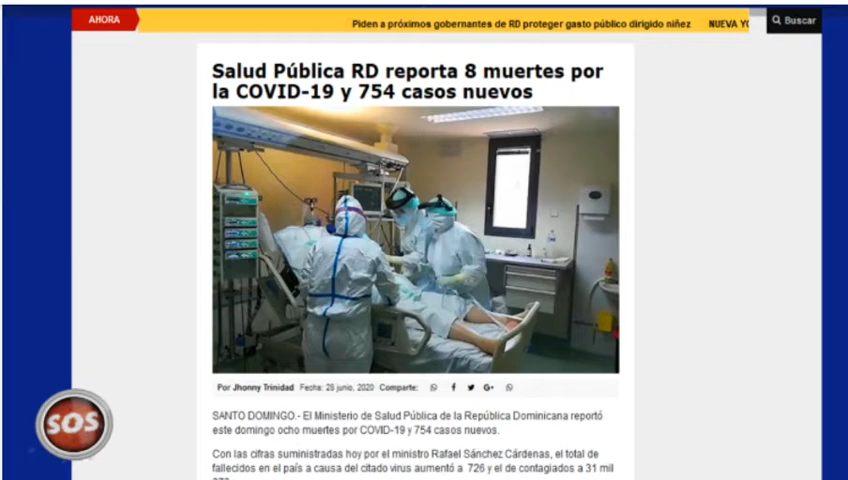 AHORA
Piden a próximos gobernantes de RD proteger gasto público dirigido niñez NUEVA YO
Buscar
Salud Pública RD reporta 8 muertes por
la COVID-19 y 754 casos nuevos
Por Jhonny Trinidad Fecha: 28 junio, 2020 Comparte:
SANTO DOMINGO.- El Ministerio de Salud Pública de la República Dominicana reportó
este domingo ocho muertes por COVID-19 y 754 casos nuevos.
Con las cifras suministradas hoy por el ministro Rafael Sánchez Cárdenas, el total de
fallecidos en el país a causa del citado virus aumentó a 726 y el de contagiados a 31 mil
SOS